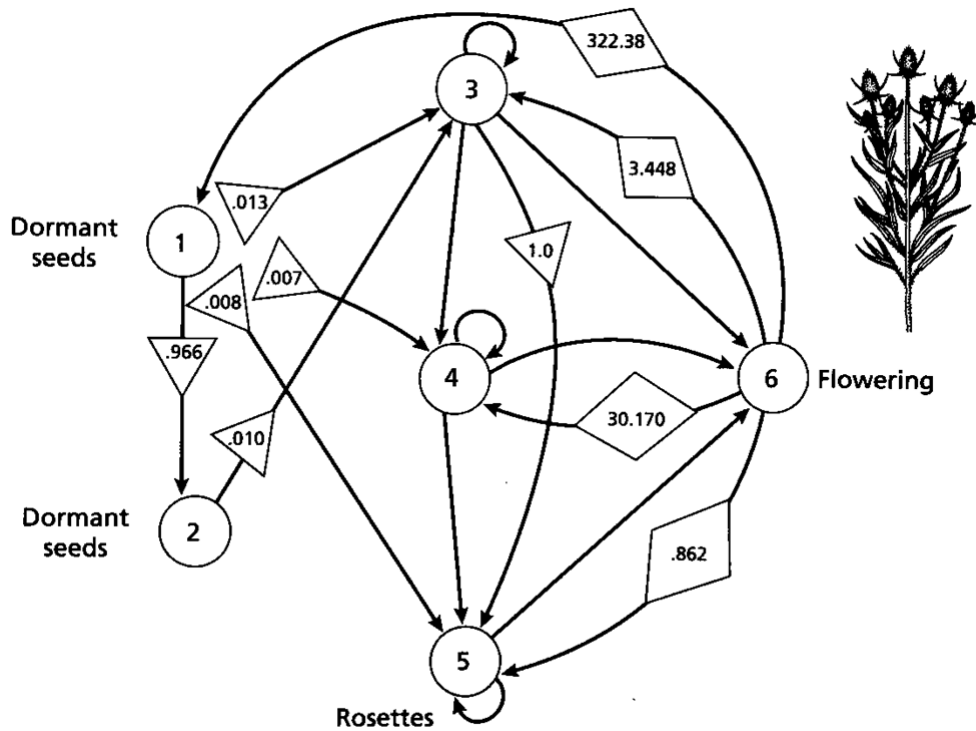 322.38
3
3.448
.013
Dormant
seeds
1
1.0
.007
.008
.966
4
6
Flowering
30.170
.010
Dormant
seeds
2
.862
5
Rosettes